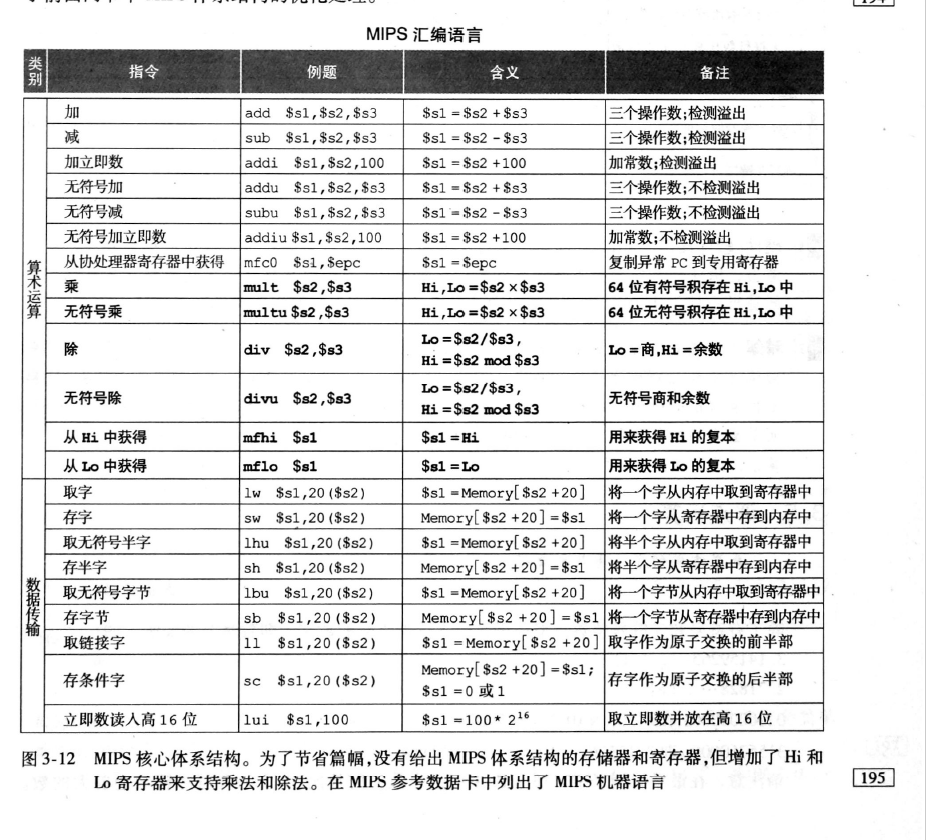 MIPS 汇编语言
类别 指令 例题 含义 备注
算术运算
加 add $s1,$s2,$s3 $s1 = $s2 + $s3 三个操作数;检测溢出
减 sub $s1,$s2,$s3 $s1 = $s2 - $s3 三个操作数;检测溢出
加立即数 addi $s1,$s2,100 $s1 = $s2 +100 加常数;检测溢出
无符号加 addu $s1,$s2,$s3 $s1 = $s2 + $s3 三个操作数;不检测溢出
无符号减 subu $s1,$s2,$s3 $s1 = $s2 - $s3 三个操作数;不检测溢出
无符号加立即数 addiu $s1,$s2,100 $s1 = $s2 +100 加常数;不检测溢出
从协处理器寄存器中获得 mfc0 $s1,$epc $s1 = $epc 复制异常 PC 到专用寄存器
乘 mult $s2,$s3 Hi,Lo = $s2 × $s3 64 位有符号积存在 Hi,Lo 中
无符号乘 multu $s2,$s3 Hi,Lo = $s2 × $s3 64 位无符号积存在 Hi,Lo 中
除 div $s2,$s3 Lo = $s2/$s3, Lo =商,Hi =余数
Hi = $s2 mod $s3
无符号除 divu $s2,$s3 Lo = $s2/$s3, 无符号商和余数
Hi = $s2 mod $s3
从 Hi 中获得 mfhi $s1 $s1 = Hi 用来获得 Hi 的复本
从 Lo 中获得 mflo $s1 $s1 = Lo 用来获得 Lo 的复本
数据传输
取字 lw $s1,20($s2) $s1 = Memory[$s2 +20] 将一个字从内存中取到寄存器中
存字 sw $s1,20($s2) Memory[$s2 +20] = $s1 将一个字从寄存器中存到内存中
取无符号半字 lhu $s1,20($s2) $s1 = Memory[$s2 +20] 将半个字从内存中取到寄存器中
存半字 sh $s1,20($s2) Memory[$s2 +20] = $s1 将半个字从寄存器中存到内存中
取无符号字节 lbu $s1,20($s2) $s1 = Memory[$s2 +20] 将一个字节从内存中取到寄存器中
存字节 sb $s1,20($s2) Memory[$s2 +20] = $s1 将一个字节从寄存器中存到内存中
取链接字 ll $s1,20($s2) $s1 = Memory[$s2 +20] 取字作为原子交换的前半部
存条件字 sc $s1,20($s2) Memory[$s2 +20] = $s1; 存字作为原子交换的后半部
$s1 = 0 或 1
立即数读入高 16 位 lui $s1,100 $s1 = 100* 2¹⁶ 取立即数并放在高 16 位
图 3-12 MIPS 核心体系结构。为了节省篇幅,没有给出 MIPS 体系结构的存储器和寄存器,但增加了 Hi 和
Lo 寄存器来支持乘法和除法。在 MIPS 参考数据卡中列出了 MIPS 机器语言
195